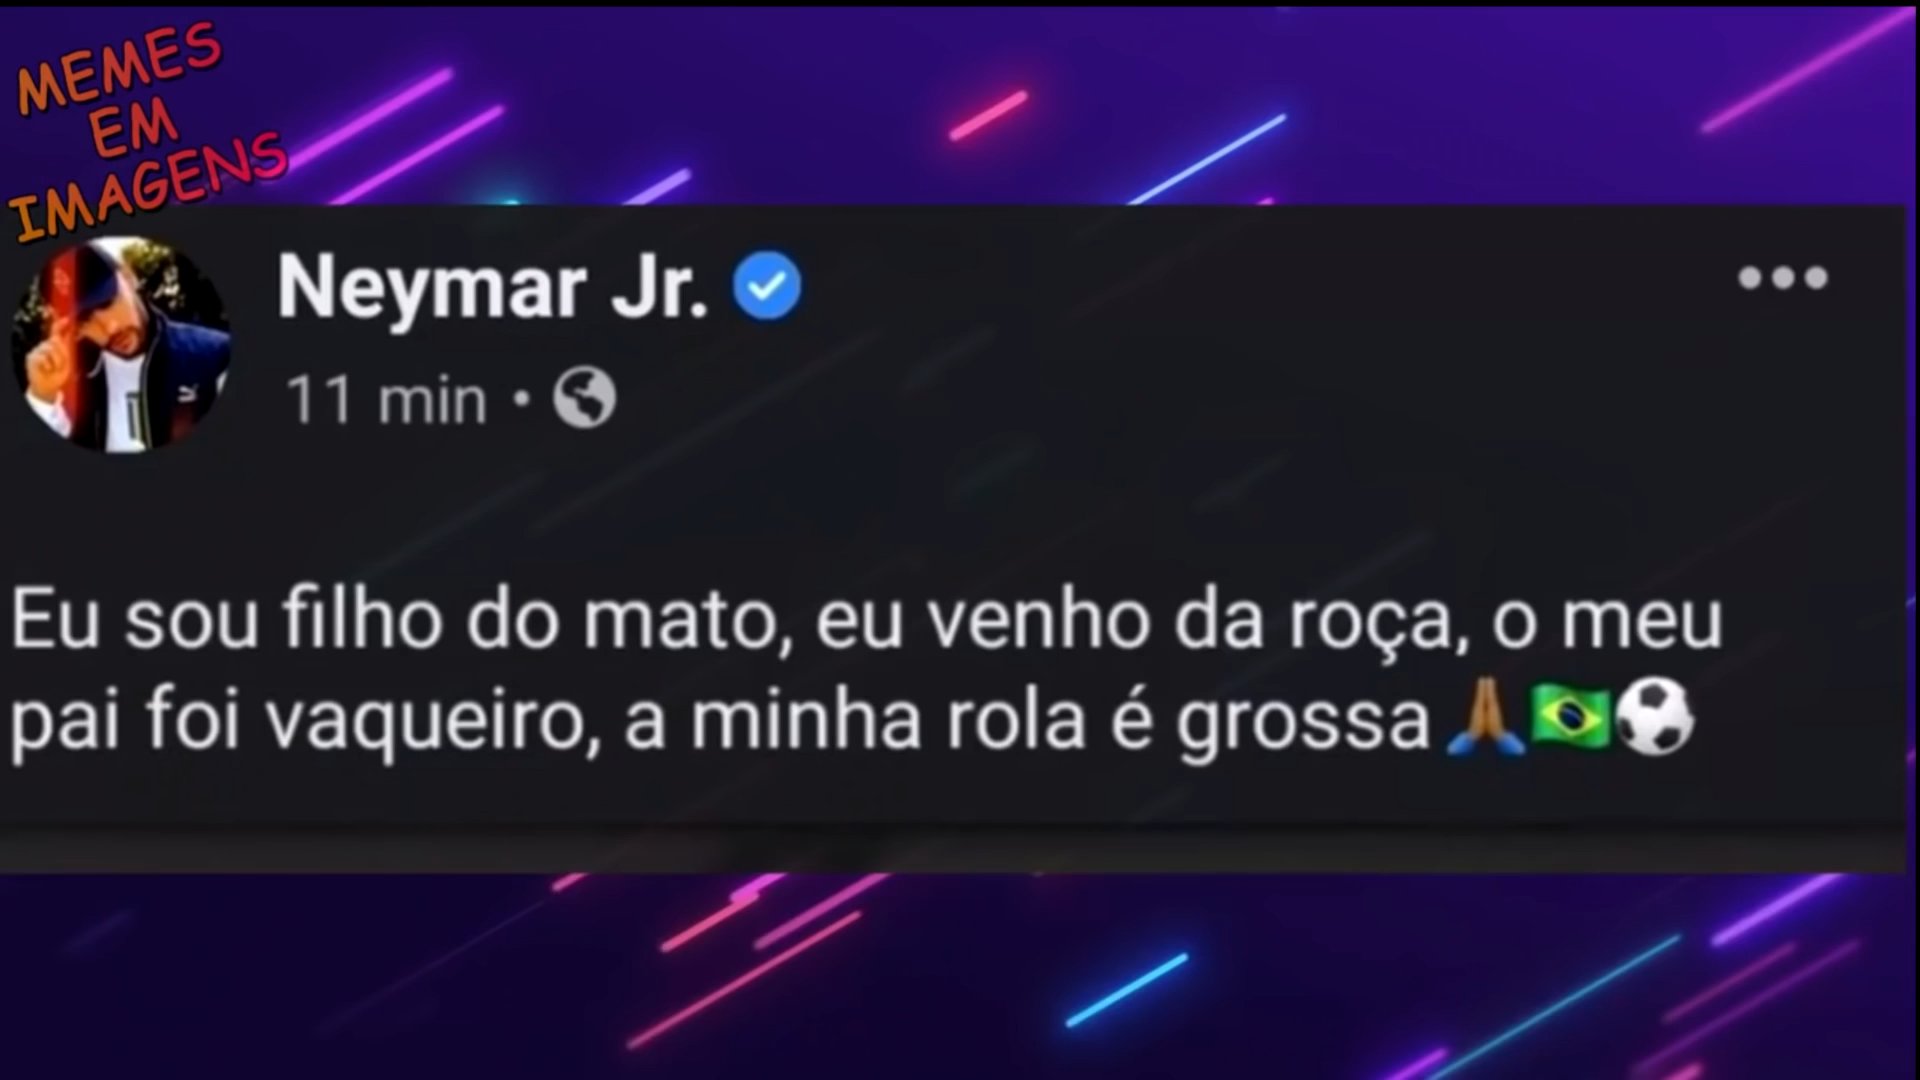 MEMES
EM
IMAGENS
Neymar Jr.
11 min •
Eu sou filho do mato, eu venho da roça, o meu
pai foi vaqueiro, a minha rola é grossa🙏🏾🇧🇷⚽